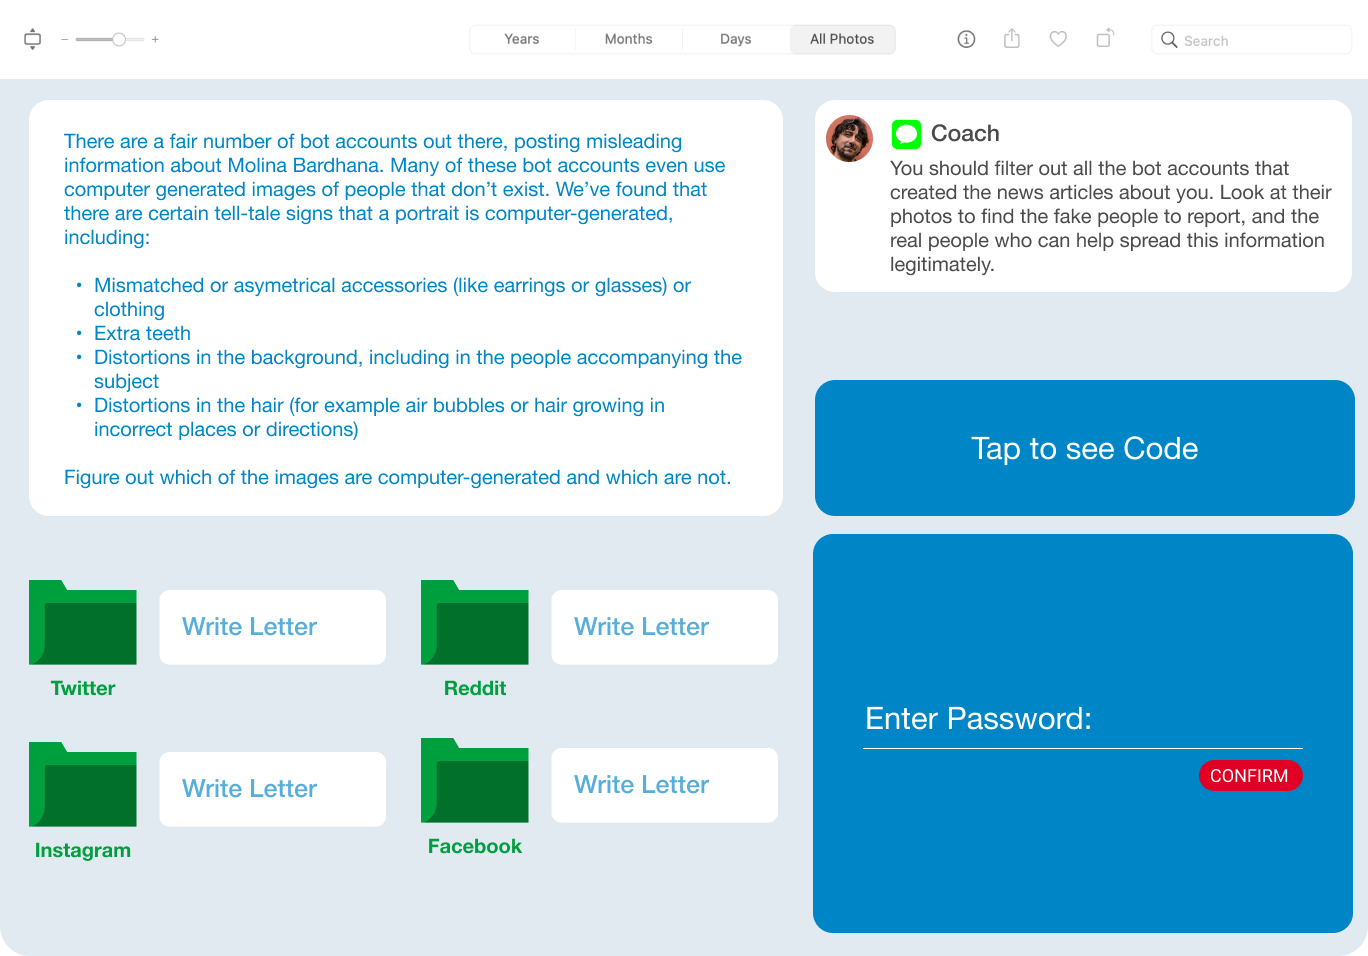 Years
Months
Days
All Photos
Search
There are a fair number of bot accounts out there, posting misleading
information about Molina Bardhana. Many of these bot accounts even use
computer generated images of people that don’t exist. We’ve found that
there are certain tell-tale signs that a portrait is computer-generated,
including:
• Mismatched or asymetrical accessories (like earrings or glasses) or
clothing
• Extra teeth
• Distortions in the background, including in the people accompanying the
subject
• Distortions in the hair (for example air bubbles or hair growing in
incorrect places or directions)
Figure out which of the images are computer-generated and which are not.
Coach
You should filter out all the bot accounts that
created the news articles about you. Look at their
photos to find the fake people to report, and the
real people who can help spread this information
legitimately.
Tap to see Code
Write Letter
Twitter
Write Letter
Reddit
Write Letter
Instagram
Write Letter
Facebook
Enter Password:
CONFIRM